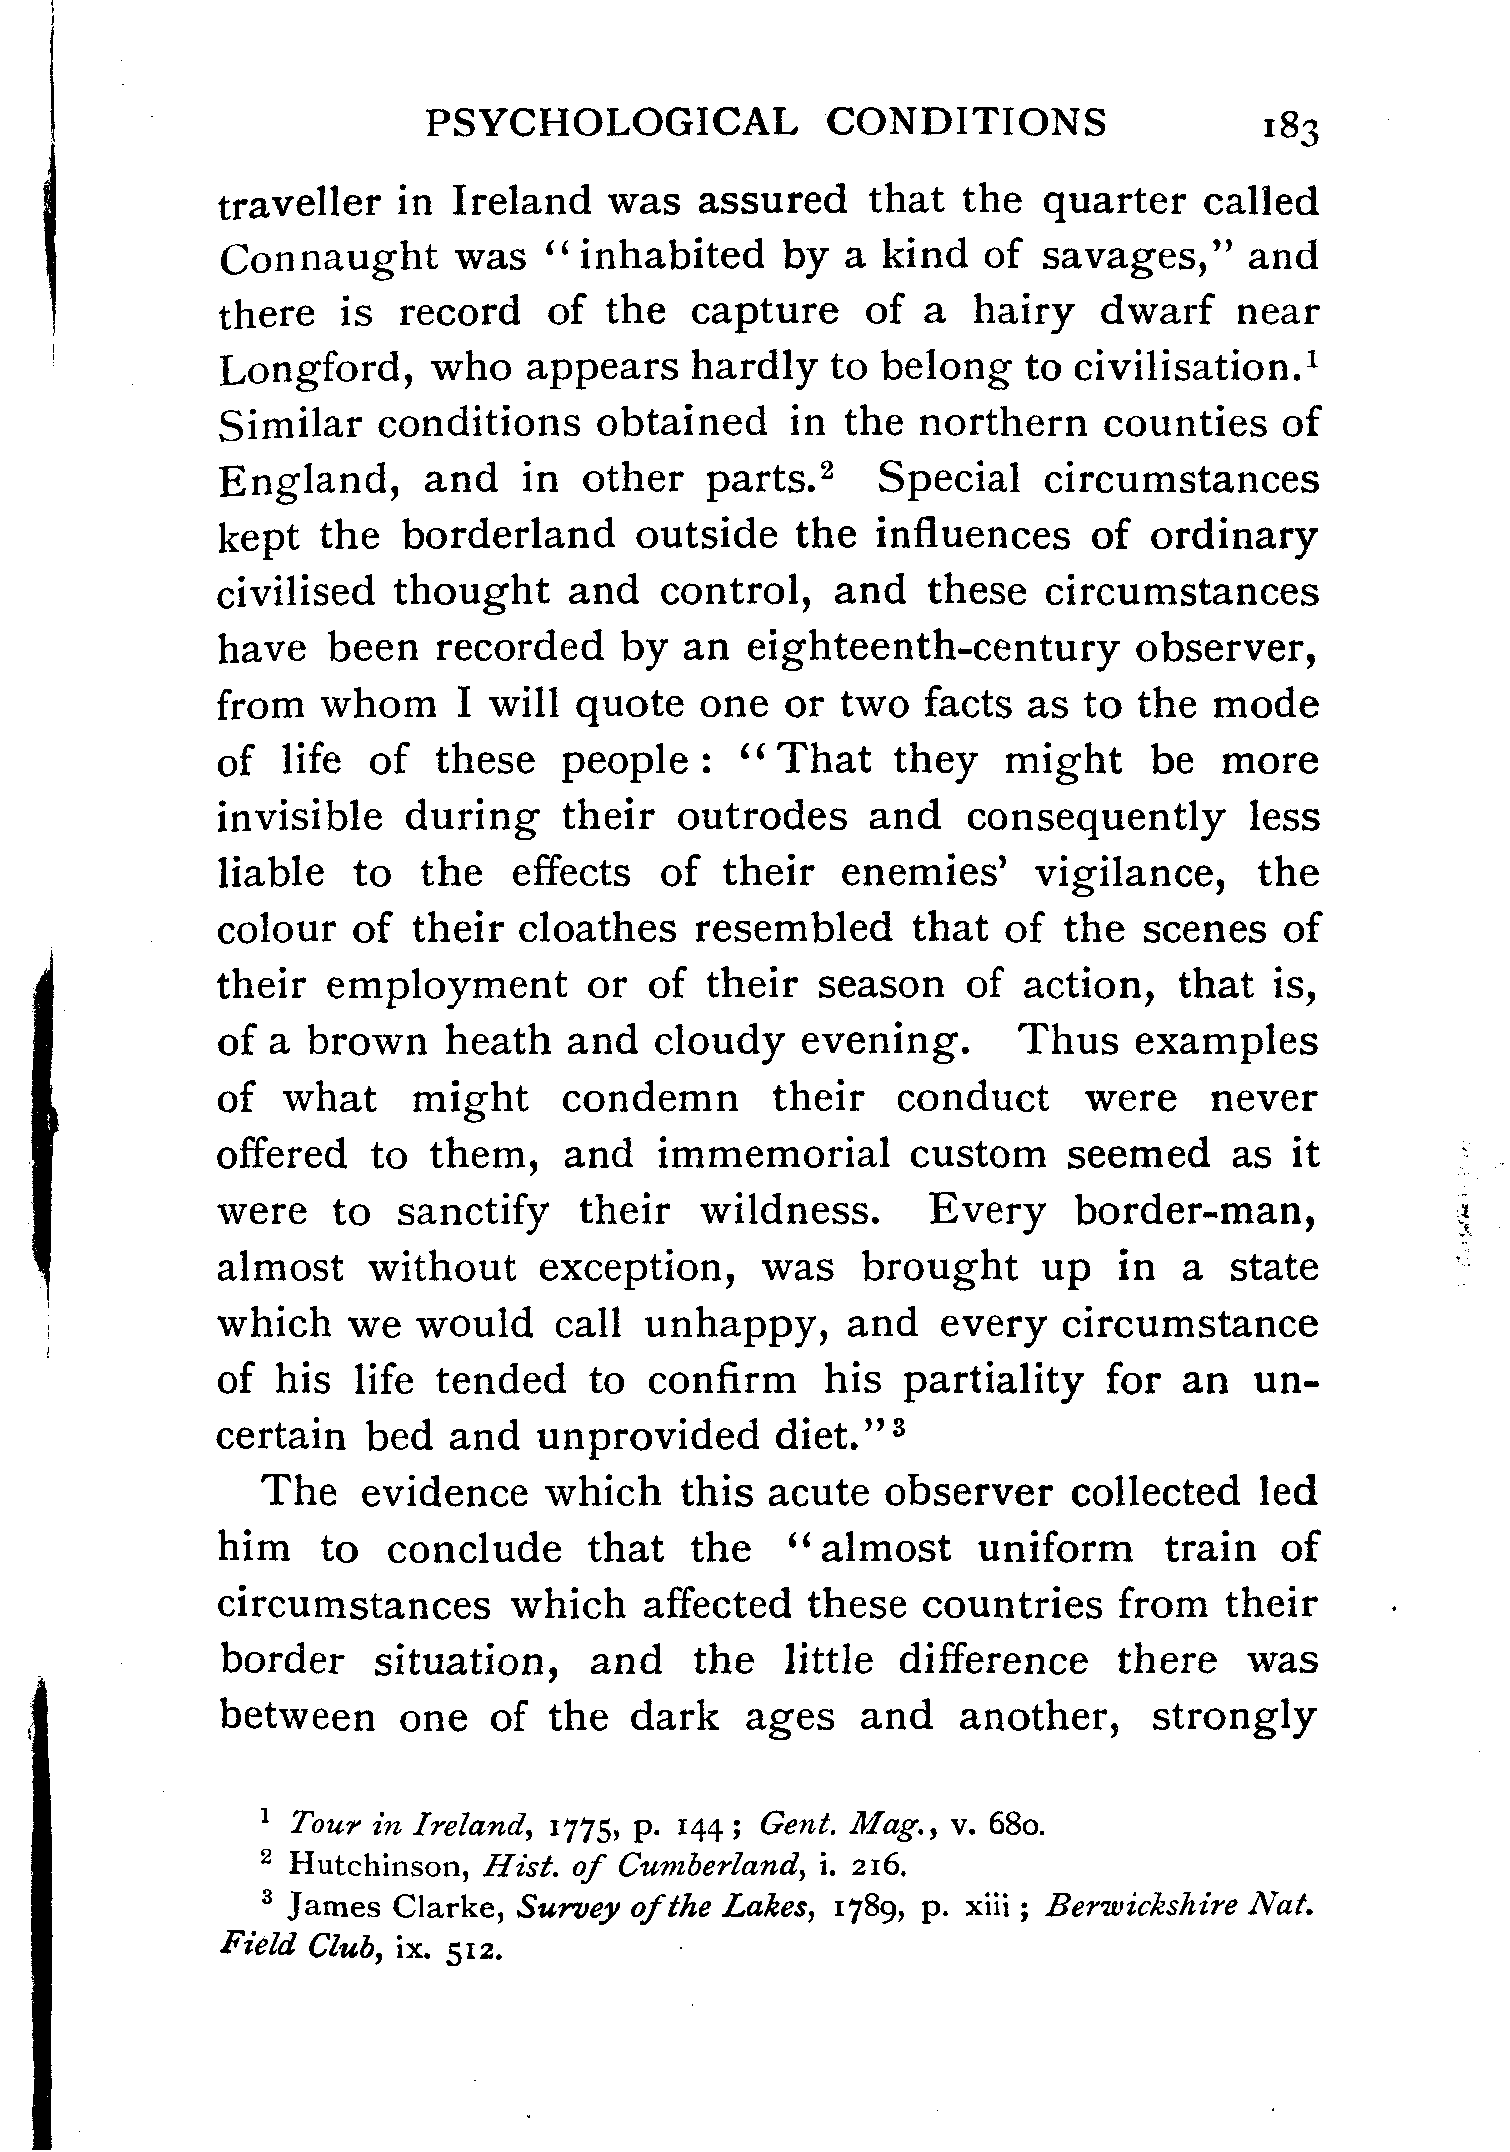 PSYCHOLOGICAL CONDITIONS 183
traveller in Ireland was assured that the quarter called
Connaught was “inhabited by a kind of savages,” and
there is record of the capture of a hairy dwarf near
Longford, who appears hardly to belong to civilisation.¹
Similar conditions obtained in the northern counties of
England, and in other parts.² Special circumstances
kept the borderland outside the influences of ordinary
civilised thought and control, and these circumstances
have been recorded by an eighteenth-century observer,
from whom I will quote one or two facts as to the mode
of life of these people : “That they might be more
invisible during their outrodes and consequently less
liable to the effects of their enemies’ vigilance, the
colour of their cloathes resembled that of the scenes of
their employment or of their season of action, that is,
of a brown heath and cloudy evening. Thus examples
of what might condemn their conduct were never
offered to them, and immemorial custom seemed as it
were to sanctify their wildness. Every border-man,
almost without exception, was brought up in a state
which we would call unhappy, and every circumstance
of his life tended to confirm his partiality for an un-
certain bed and unprovided diet.”³
The evidence which this acute observer collected led
him to conclude that the “almost uniform train of
circumstances which affected these countries from their
border situation, and the little difference there was
between one of the dark ages and another, strongly
¹ Tour in Ireland, 1775, p. 144 ; Gent. Mag., v. 680.
² Hutchinson, Hist. of Cumberland, i. 216.
³ James Clarke, Survey of the Lakes, 1789, p. xiii ; Berwickshire Nat.
Field Club, ix. 512.